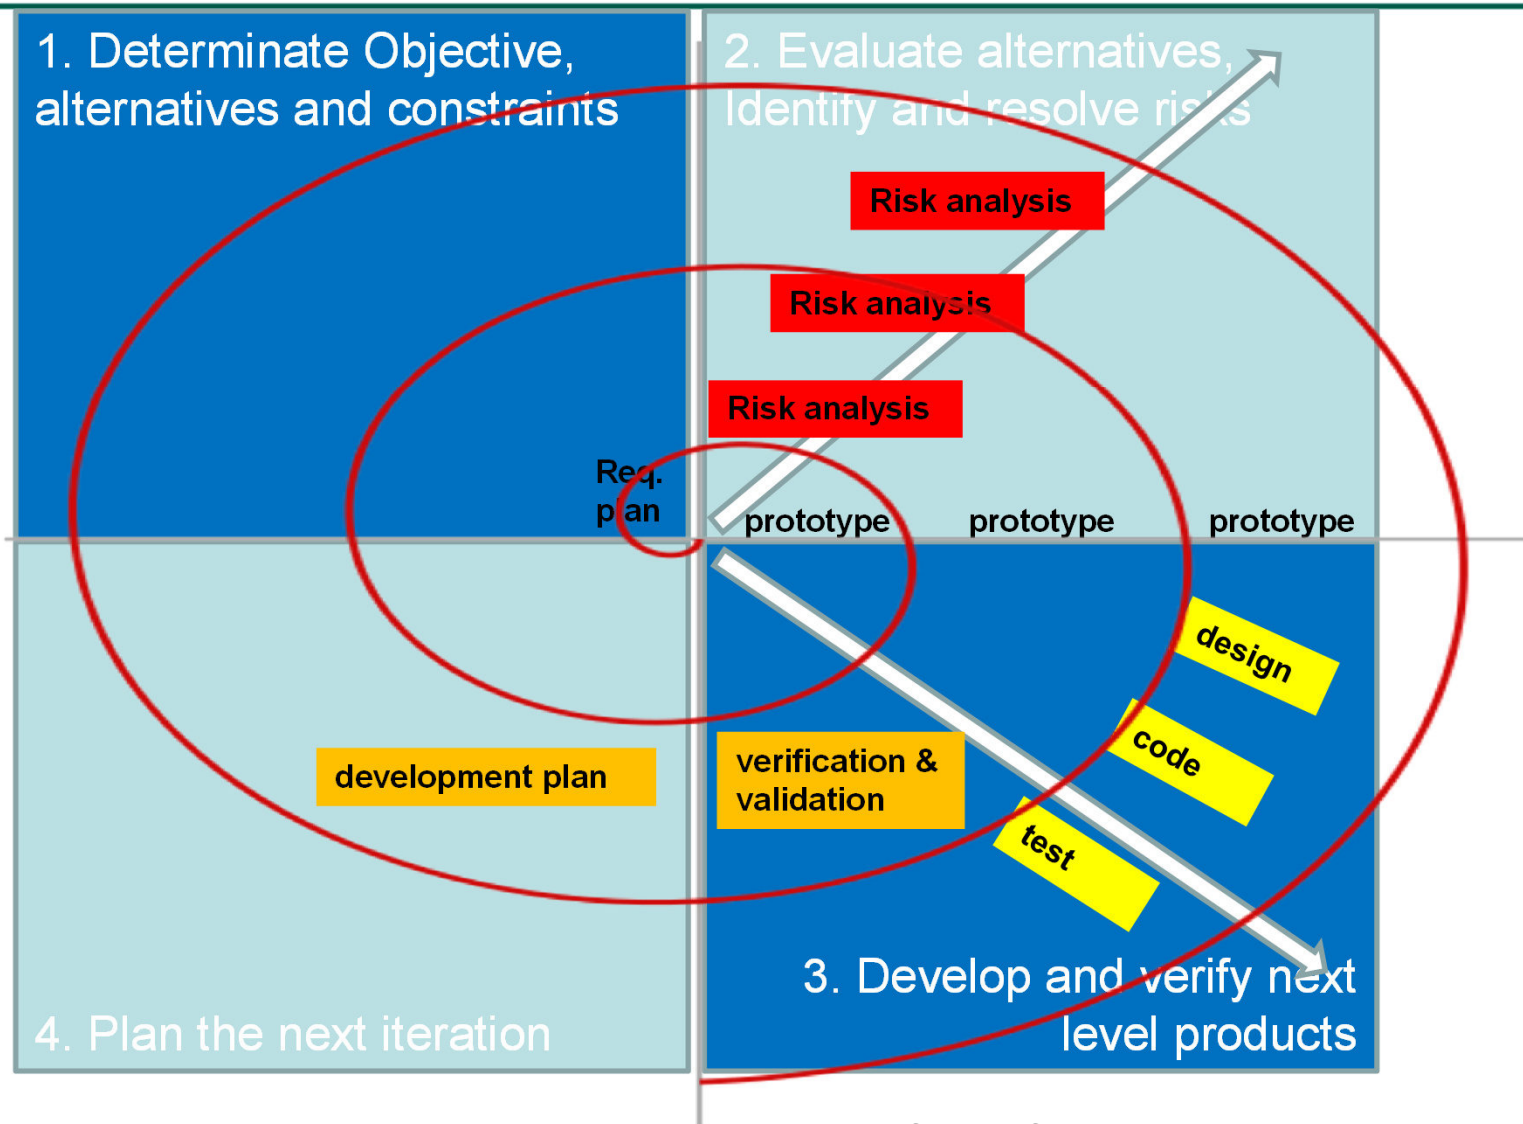 1. Determinate Objective,
alternatives and constraints
2. Evaluate alternatives,
Identify and resolve risks
Risk analysis
Risk analysis
Risk analysis
Req.
plan
prototype
prototype
prototype
design
code
test
development plan
verification &
validation
3. Develop and verify next
level products
4. Plan the next iteration